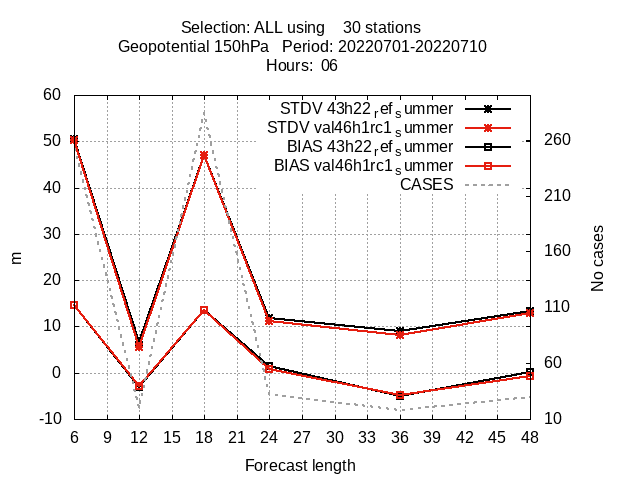 Selection: ALL using    30 stations
Geopotential 150hPa   Period: 20220701-20220710
Hours:  06
STDV 43h22_ref_summer
STDV val46h1rc1_summer
BIAS 43h22_ref_summer
BIAS val46h1rc1_summer
CASES
60
50
40
30
20
10
0
-10
m
260
210
160
110
60
10
No cases
6 9 12 15 18 21 24 27 30 33 36 39 42 45 48
Forecast length